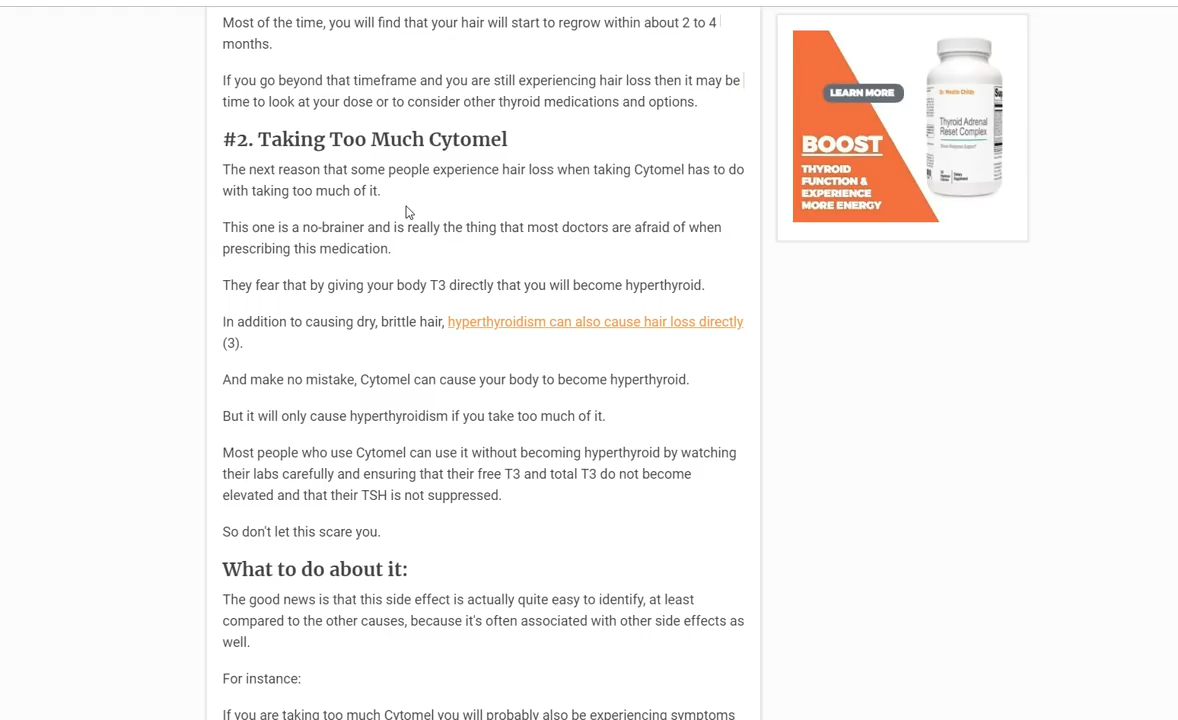 Most of the time, you will find that your hair will start to regrow within about 2 to 4
months.
If you go beyond that timeframe and you are still experiencing hair loss then it may be
time to look at your dose or to consider other thyroid medications and options.
#2. Taking Too Much Cytomel
The next reason that some people experience hair loss when taking Cytomel has to do
with taking too much of it.
This one is a no-brainer and is really the thing that most doctors are afraid of when
prescribing this medication.
They fear that by giving your body T3 directly that you will become hyperthyroid.
In addition to causing dry, brittle hair, hyperthyroidism can also cause hair loss directly
(3).
And make no mistake, Cytomel can cause your body to become hyperthyroid.
But it will only cause hyperthyroidism if you take too much of it.
Most people who use Cytomel can use it without becoming hyperthyroid by watching
their labs carefully and ensuring that their free T3 and total T3 do not become
elevated and that their TSH is not suppressed.
So don't let this scare you.
What to do about it:
The good news is that this side effect is actually quite easy to identify, at least
compared to the other causes, because it's often associated with other side effects as
well.
For instance:
If you are taking too much Cytomel you will probably also be experiencing symptoms
LEARN MORE
BOOST
THYROID
FUNCTION &
EXPERIENCE
MORE ENERGY
Dr. Westin Childs
Thyroid Adrenal
Reset Complex